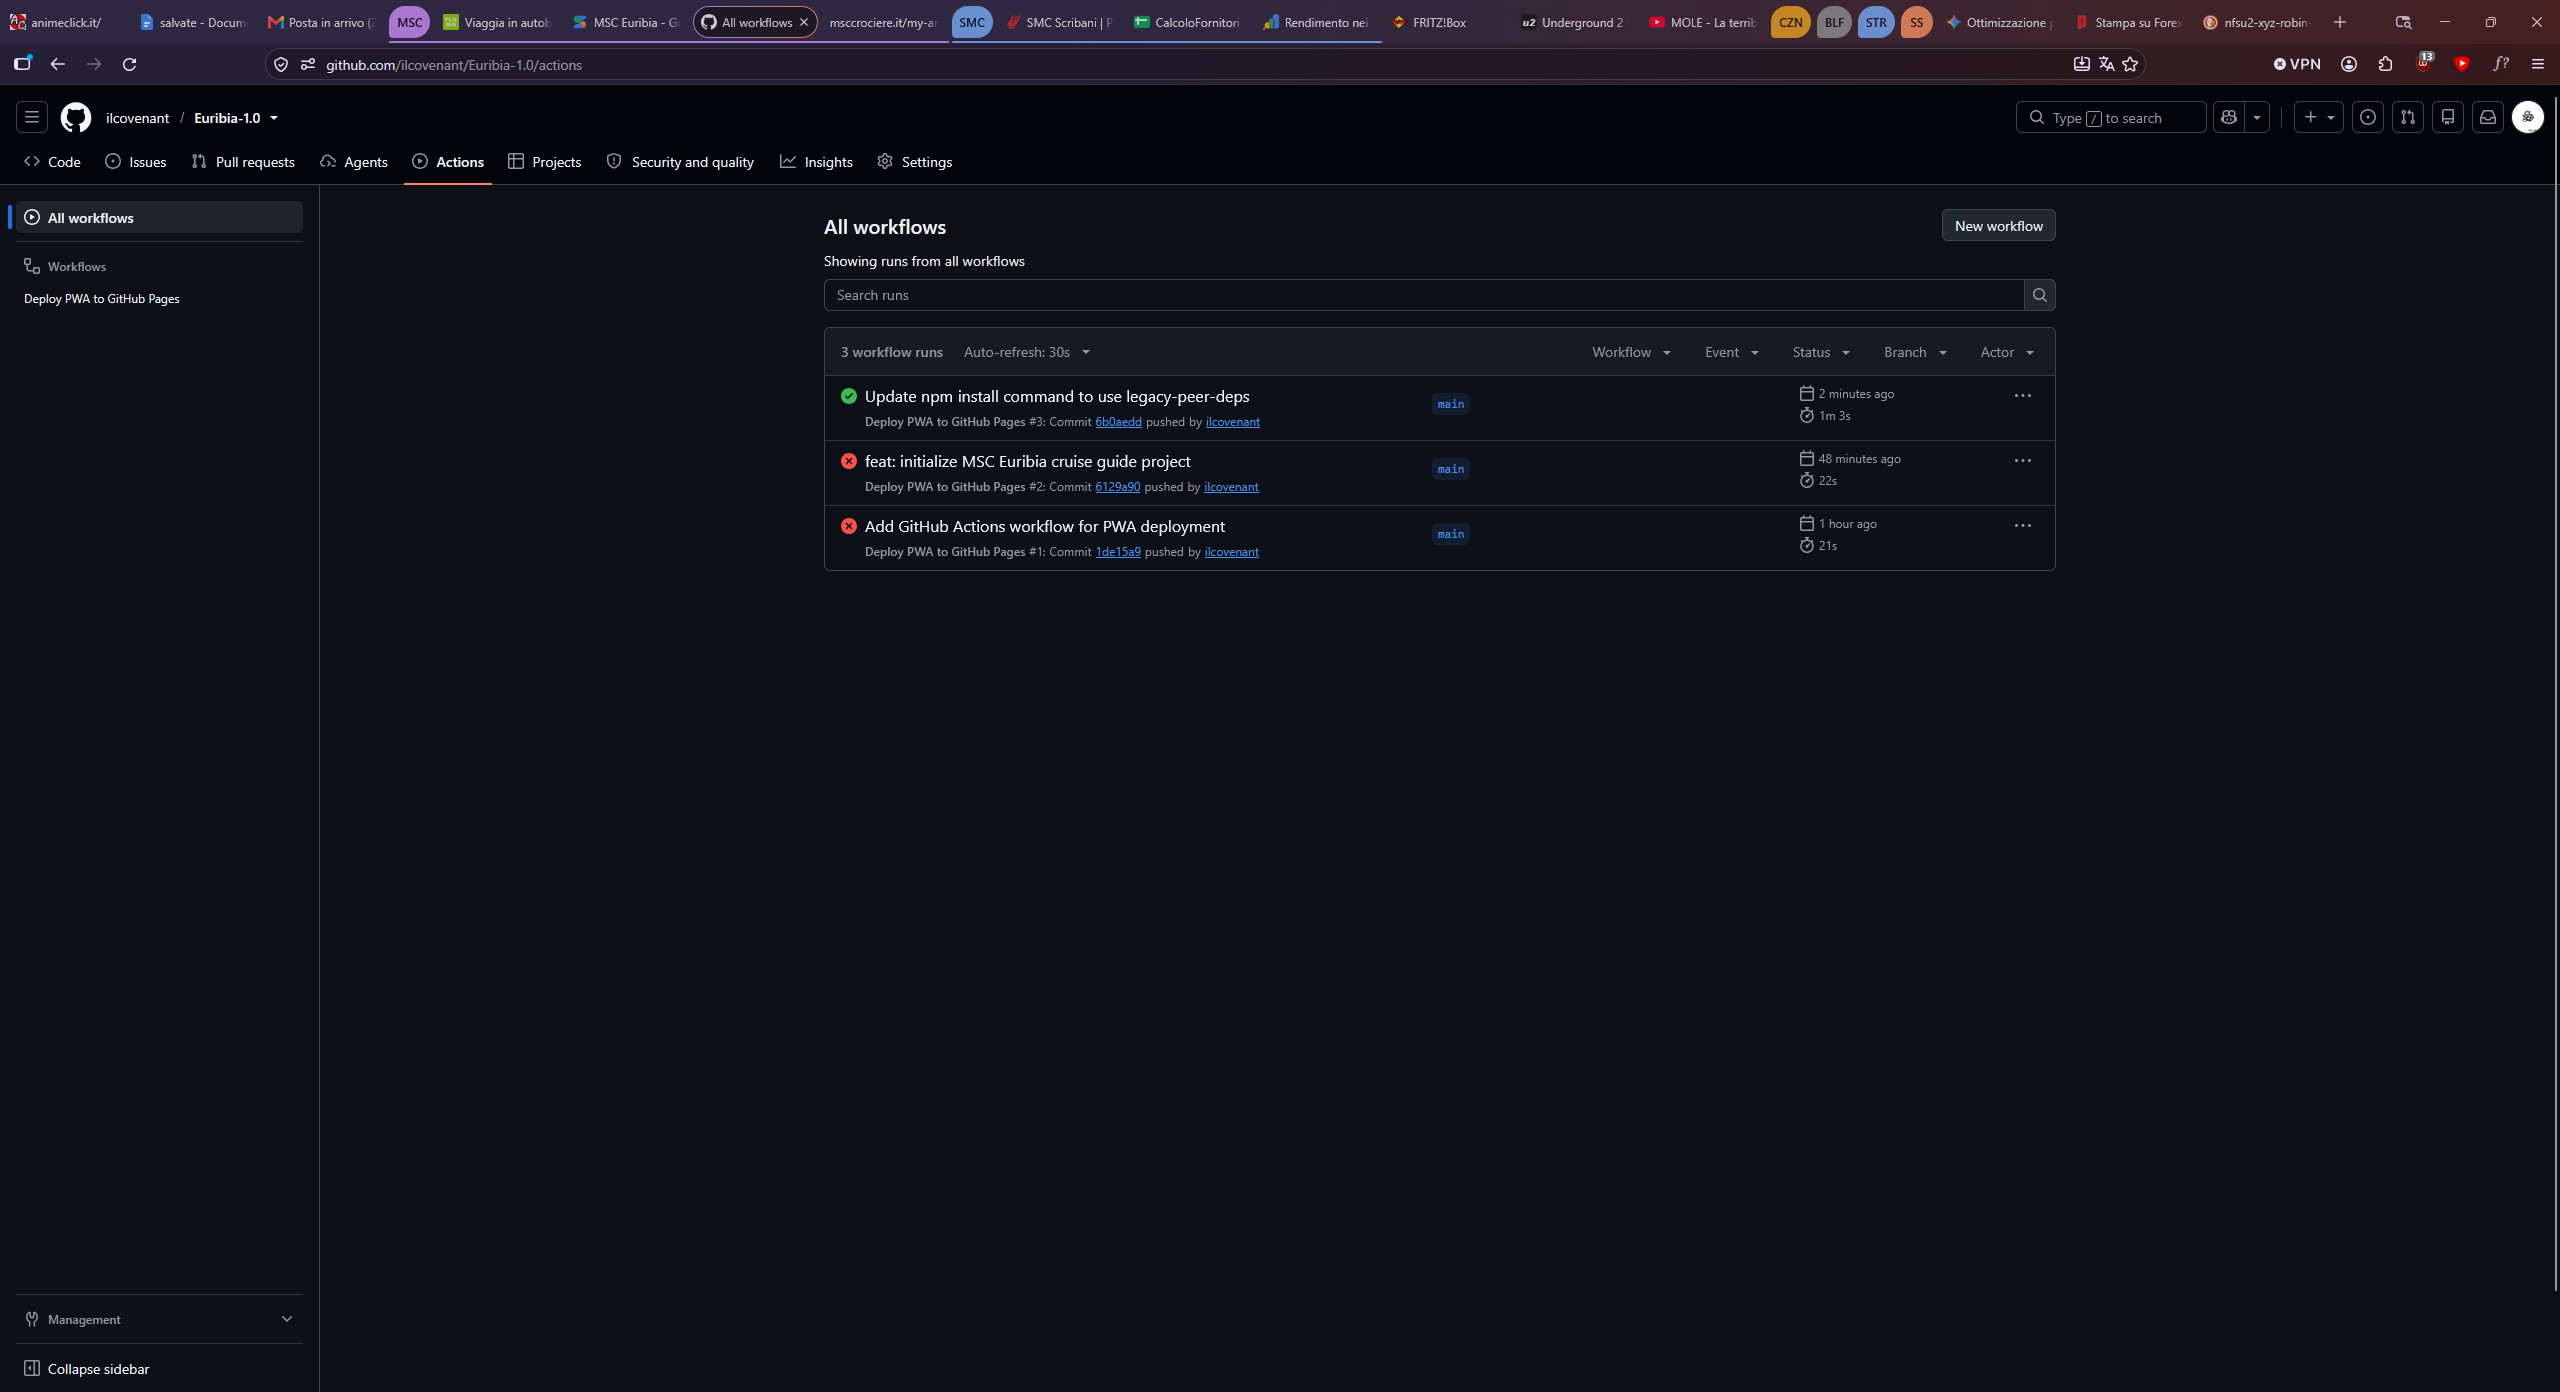 animeclick.it/
salvate - Docum
Posta in arrivo (2
MSC
Viaggia in autob
MSC Euribia - Gu
All workflows
msccrociere.it/my-ar
SMC
SMC Scribani | P
CalcoloFornitori
Rendimento nei
FRITZ!Box
Underground 2
MOLE - La terrib
CZN
BLF
STR
SS
Ottimizzazione p
Stampa su Forex
nfsu2-xyz-robin-
github.com/ilcovenant/Euribia-1.0/actions
VPN
13
f?
ilcovenant / Euribia-1.0
Type / to search
Code
Issues
Pull requests
Agents
Actions
Projects
Security and quality
Insights
Settings
All workflows
Workflows
Deploy PWA to GitHub Pages
All workflows
New workflow
Showing runs from all workflows
Search runs
3 workflow runs
Auto-refresh: 30s
Workflow
Event
Status
Branch
Actor
Update npm install command to use legacy-peer-deps
Deploy PWA to GitHub Pages #3: Commit 6b0aedd pushed by ilcovenant
main
2 minutes ago
1m 3s
feat: initialize MSC Euribia cruise guide project
Deploy PWA to GitHub Pages #2: Commit 6129a90 pushed by ilcovenant
main
48 minutes ago
22s
Add GitHub Actions workflow for PWA deployment
Deploy PWA to GitHub Pages #1: Commit 1de15a9 pushed by ilcovenant
main
1 hour ago
21s
Management
Collapse sidebar